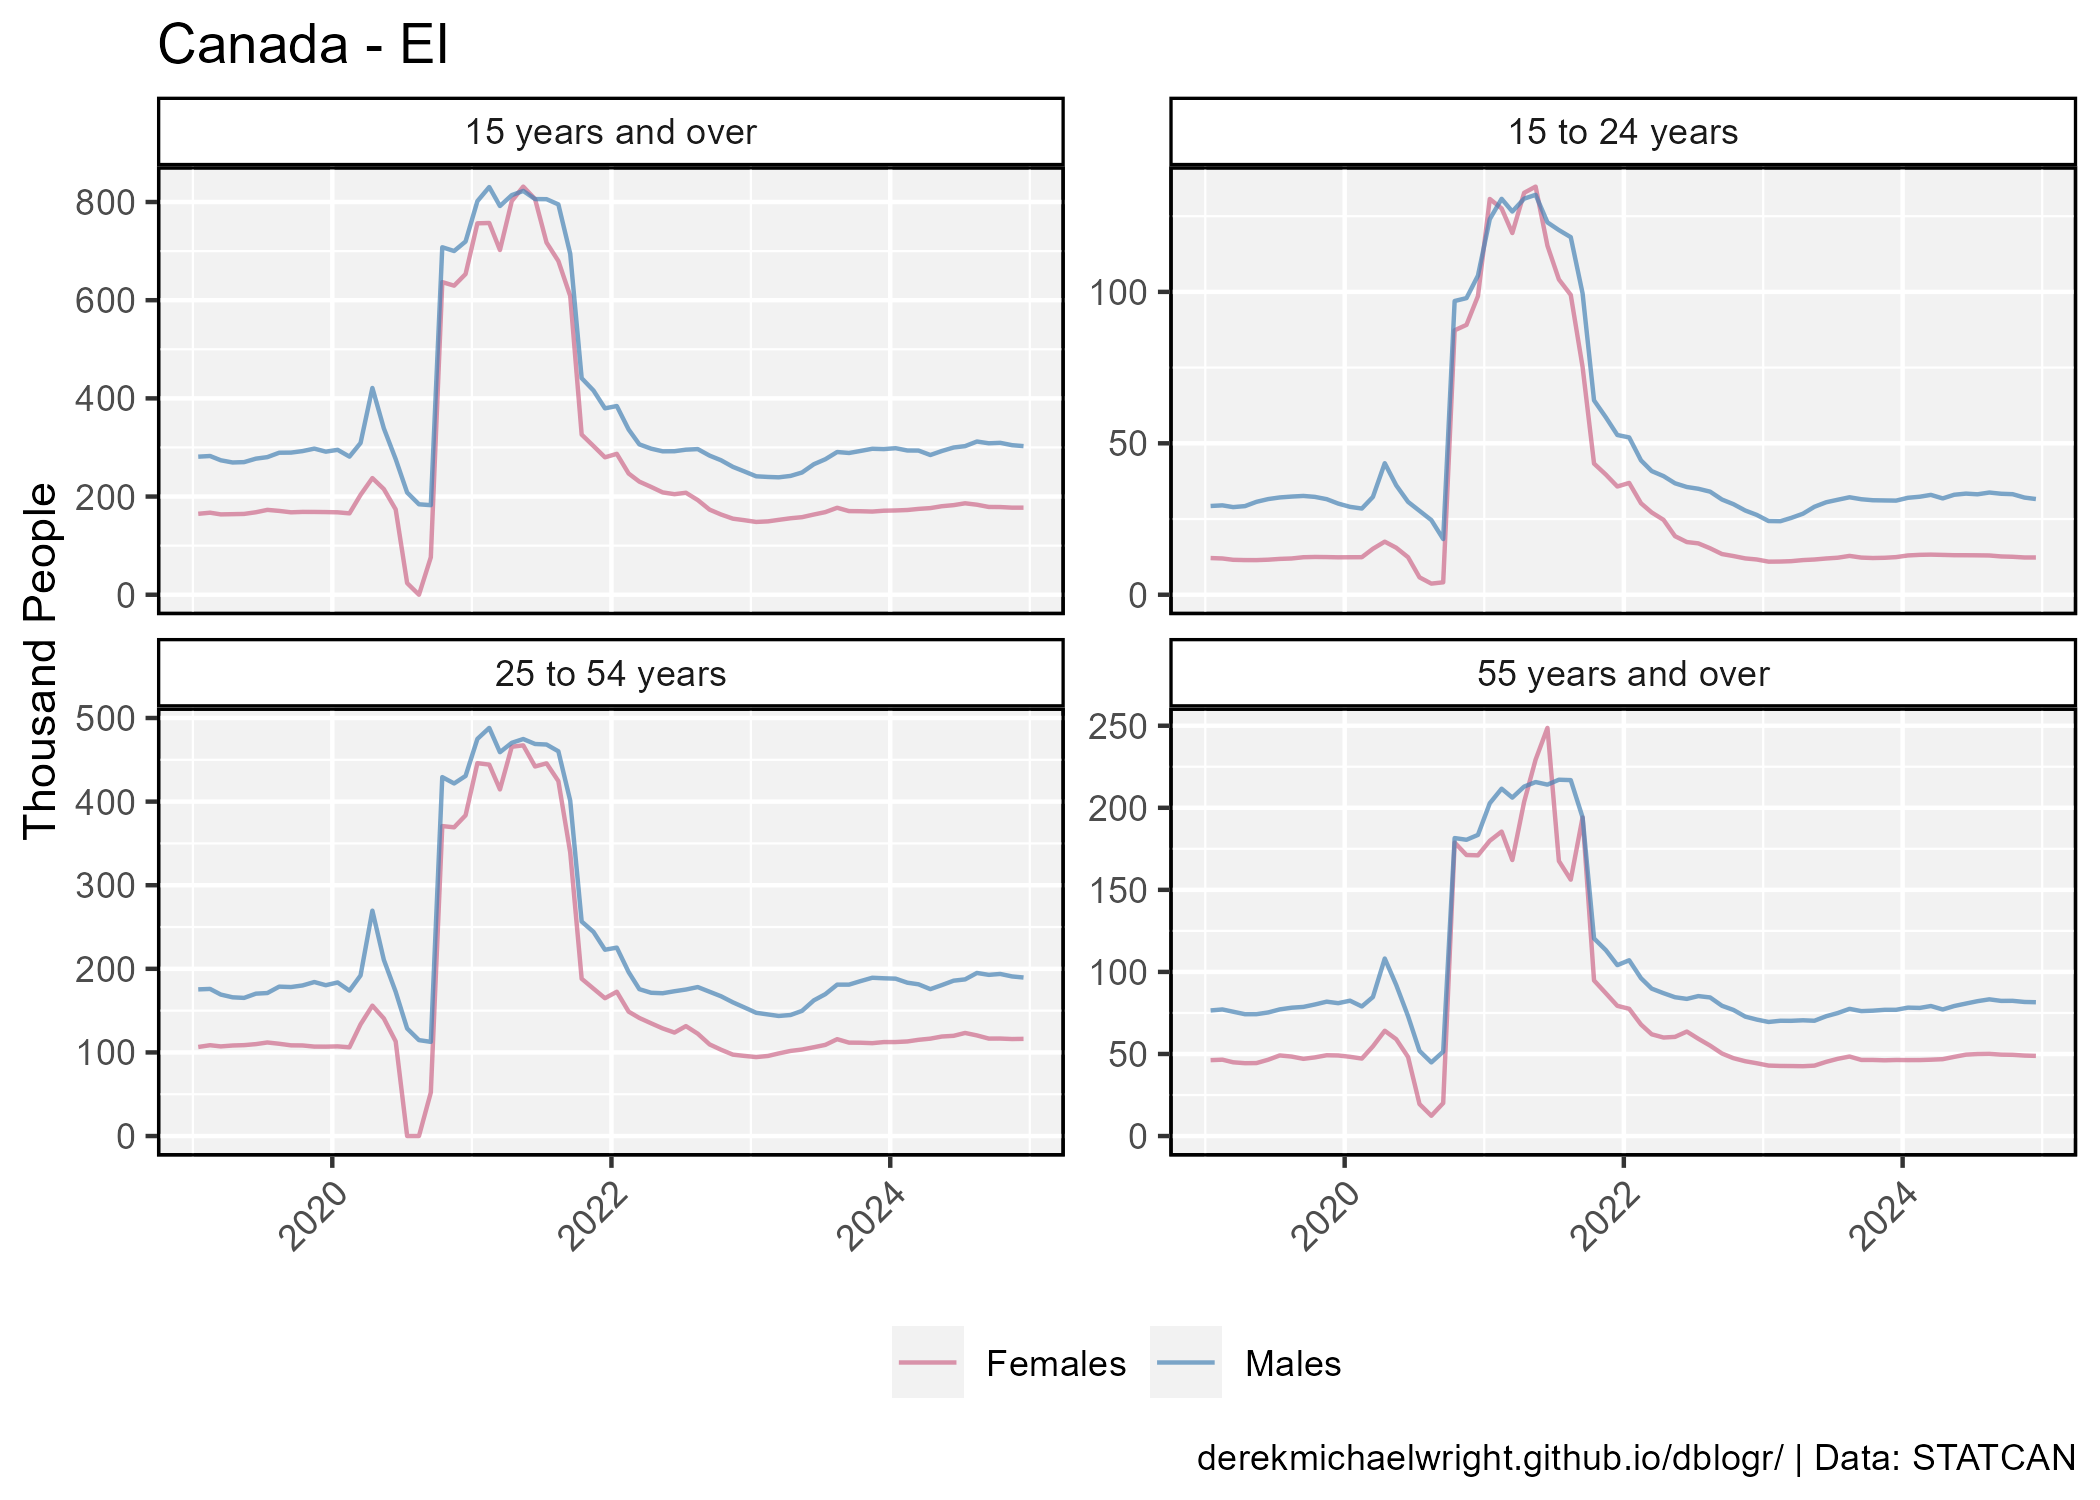 Canada - EI
15 years and over
15 to 24 years
800
600
400
200
0
100
50
0
Thousand People
25 to 54 years
55 years and over
500
400
300
200
100
0
250
200
150
100
50
0
2020
2022
2024
2020
2022
2024
Females
Males
derekmichaelwright.github.io/dblogr/ | Data: STATCAN